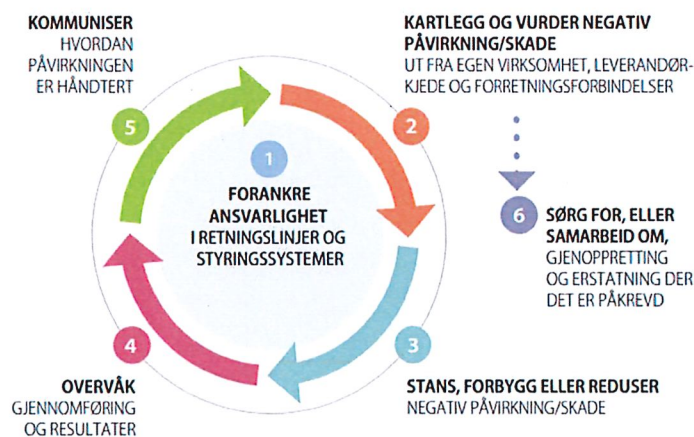 1
FORANKRE
ANSVARLIGHET
I RETNINGSLINJER OG
STYRINGSSYSTEMER
2
KARTLEGG OG VURDER NEGATIV
PÅVIRKNING/SKADE
UT FRA EGEN VIRKSOMHET, LEVERANDØR-
KJEDE OG FORRETNINGSFORBINDELSER
3
STANS, FORBYGG ELLER REDUSER
NEGATIV PÅVIRKNING/SKADE
4
OVERVÅK
GJENNOMFØRING
OG RESULTATER
5
KOMMUNISER
HVORDAN
PÅVIRKNINGEN
ER HÅNDTERT
6
SØRG FOR, ELLER
SAMARBEID OM,
GJENOPPRETTING
OG ERSTATNING DER
DET ER PÅKREVD